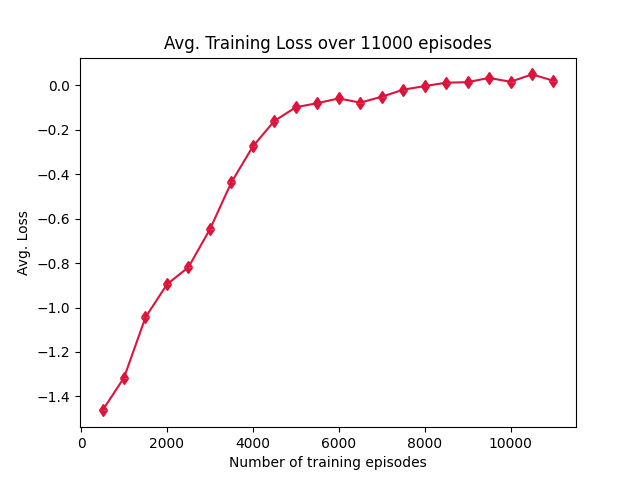 Avg. Training Loss over 11000 episodes
0.0
−0.2
−0.4
−0.6
−0.8
−1.0
−1.2
−1.4
Avg. Loss
0 2000 4000 6000 8000 10000
Number of training episodes